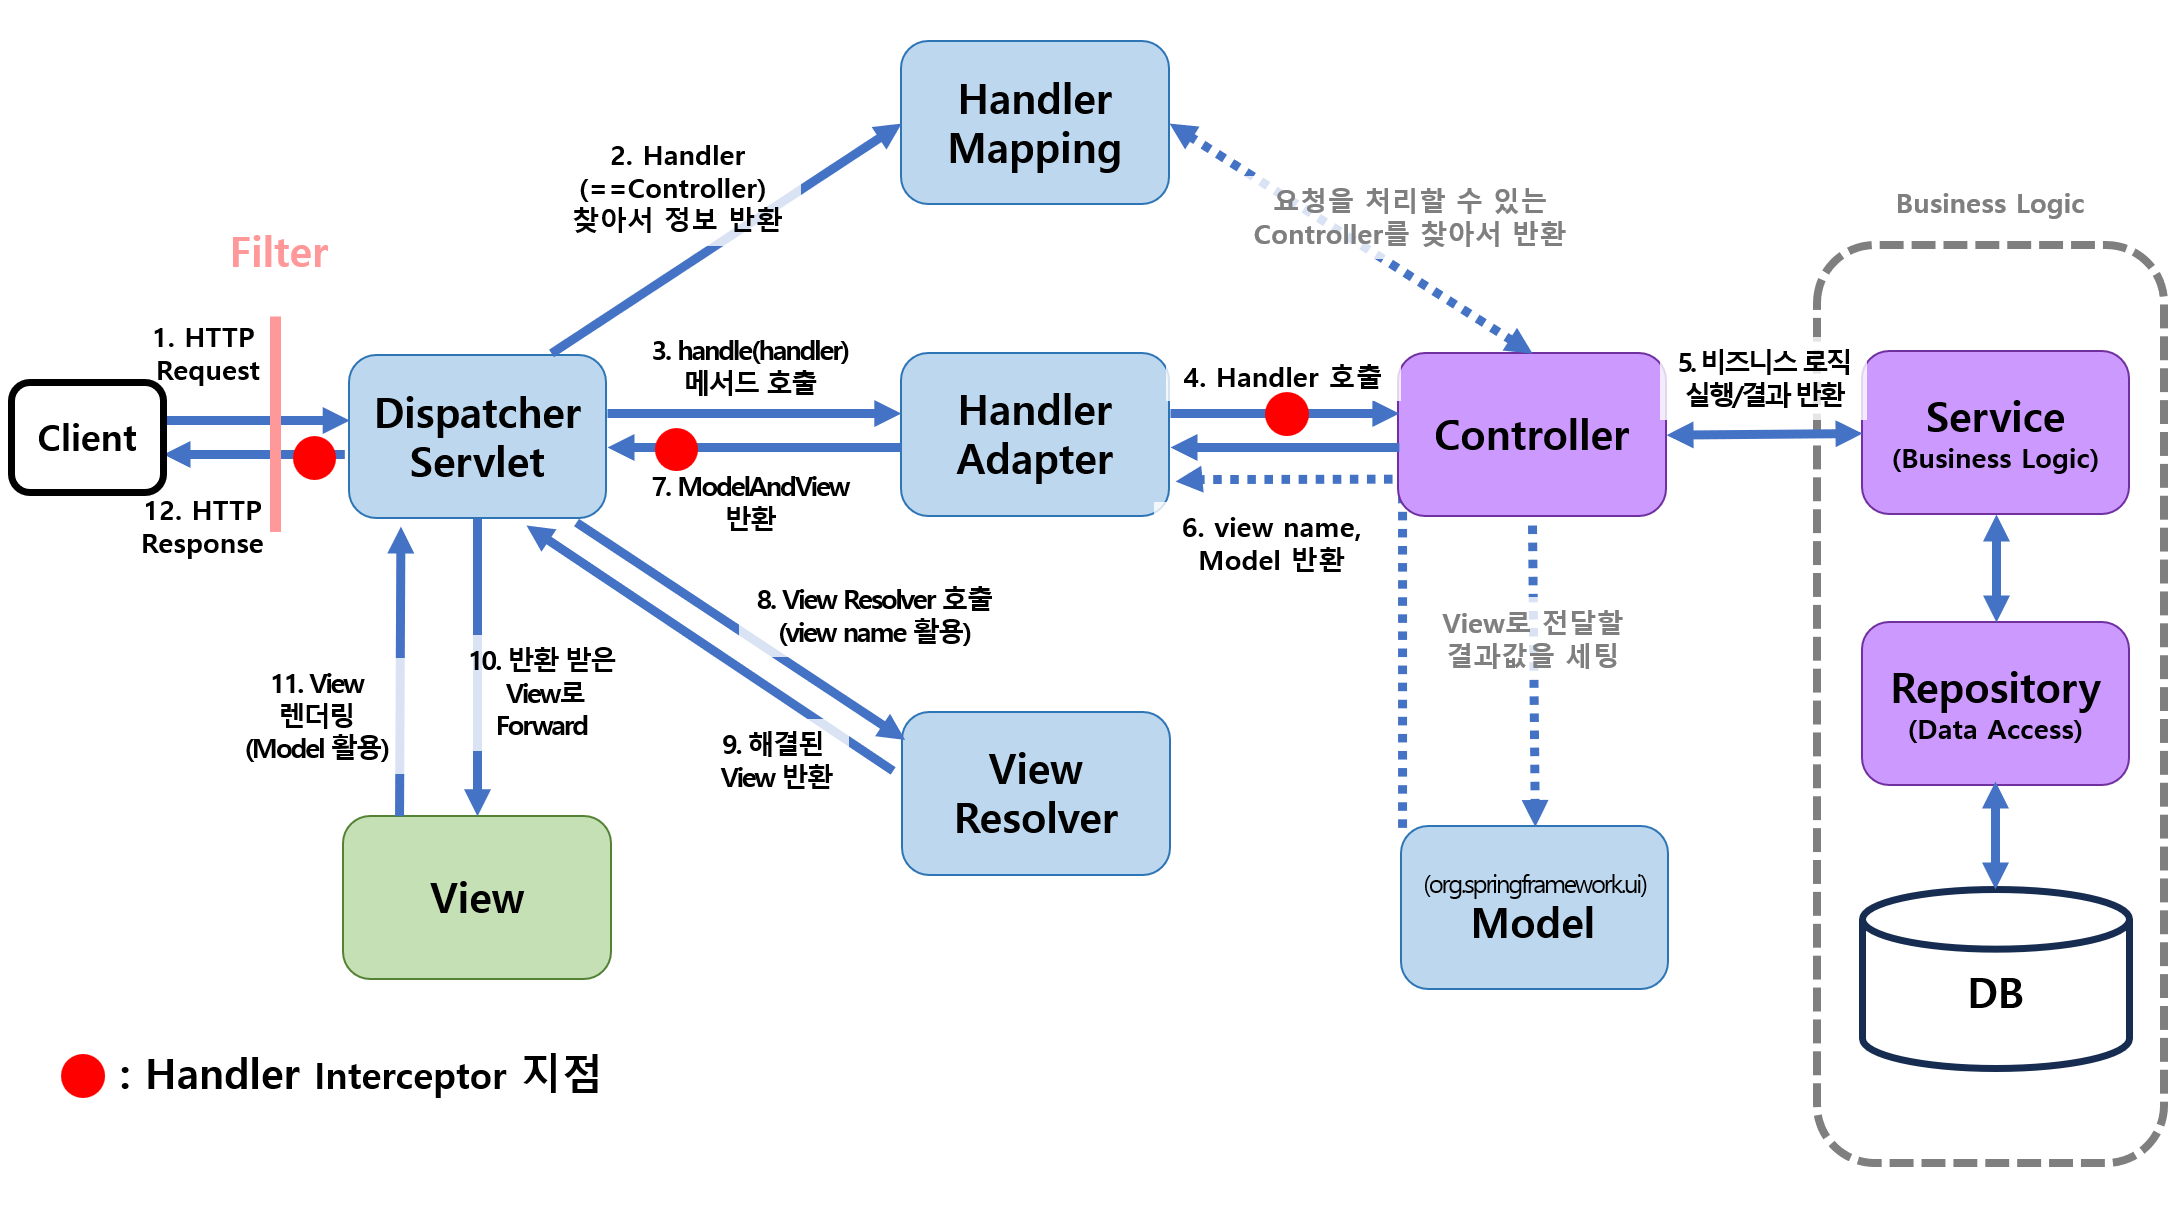 Handler
Mapping
2. Handler
(==Controller)
찾아서 정보 반환
요청을 처리할 수 있는
Controller를 찾아서 반환
Business Logic
Filter
1. HTTP
Request
3. handle(handler)
메서드 호출
4. Handler 호출
5. 비즈니스 로직
실행/결과 반환
Client
Dispatcher
Servlet
Handler
Adapter
Controller
Service
(Business Logic)
12. HTTP
Response
7. ModelAndView
반환
6. view name,
Model 반환
8. View Resolver 호출
(view name 활용)
View로 전달할
결과값을 세팅
10. 반환 받은
View로
Forward
11. View
렌더링
(Model 활용)
9. 해결된
View 반환
Repository
(Data Access)
View
Resolver
View
(org.springframework.ui)
Model
DB
: Handler Interceptor 지점